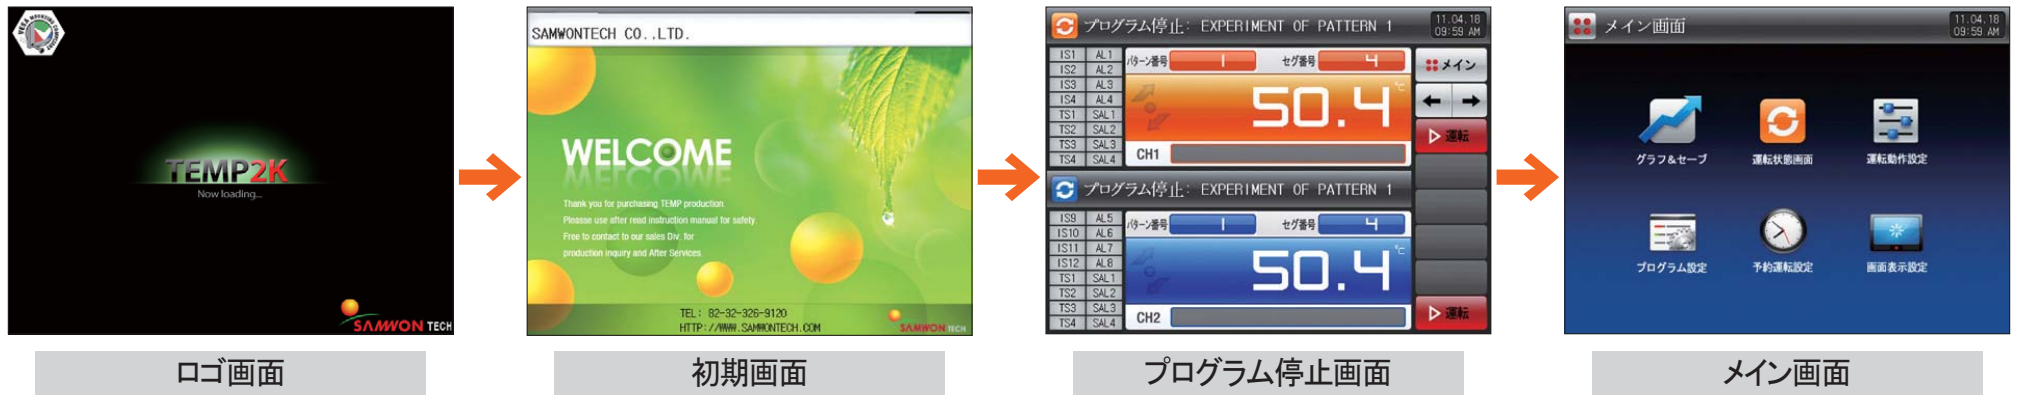 TEMP2K
Now loading...
SAMWON TECH
ロゴ画面
SAMWONTECH CO.,LTD.
WELCOME
Thank you for purchasing TEMP production.
Pleasse use after read instruction manual for safety.
Free to contact to our sales Div. for
production inquiry and After Services.
TEL: 82-32-326-9120
HTTP://WWW.SAMWONTECH.COM
SAMWON TECH
初期画面
プログラム停止: EXPERIMENT OF PATTERN 1
11.04.18
09:59 AM
IS1 AL1
IS2 AL2
IS3 AL3
IS4 AL4
TS1 SAL1
TS2 SAL2
TS3 SAL3
TS4 SAL4
パターン番号 1 セグ番号 4
50.4 ℃
CH1
メイン
運転
プログラム停止: EXPERIMENT OF PATTERN 1
IS9 AL5
IS10 AL6
IS11 AL7
IS12 AL8
TS1 SAL1
TS2 SAL2
TS3 SAL3
TS4 SAL4
パターン番号 1 セグ番号 4
50.4 ℃
CH2
運転
プログラム停止画面
メイン画面
11.04.18
09:59 AM
グラフ&セーブ
運転状態画面
運転動作設定
プログラム設定
予約運転設定
画面表示設定
メイン画面